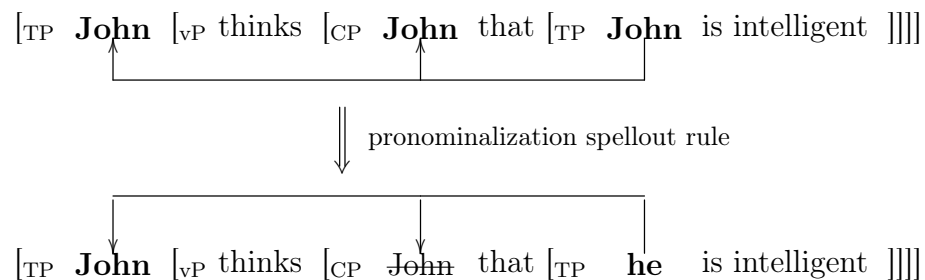 [TP John [vP thinks [CP John that [TP John is intelligent ]]]]
pronominalization spellout rule
[TP John [vP thinks [CP John that [TP he is intelligent ]]]]